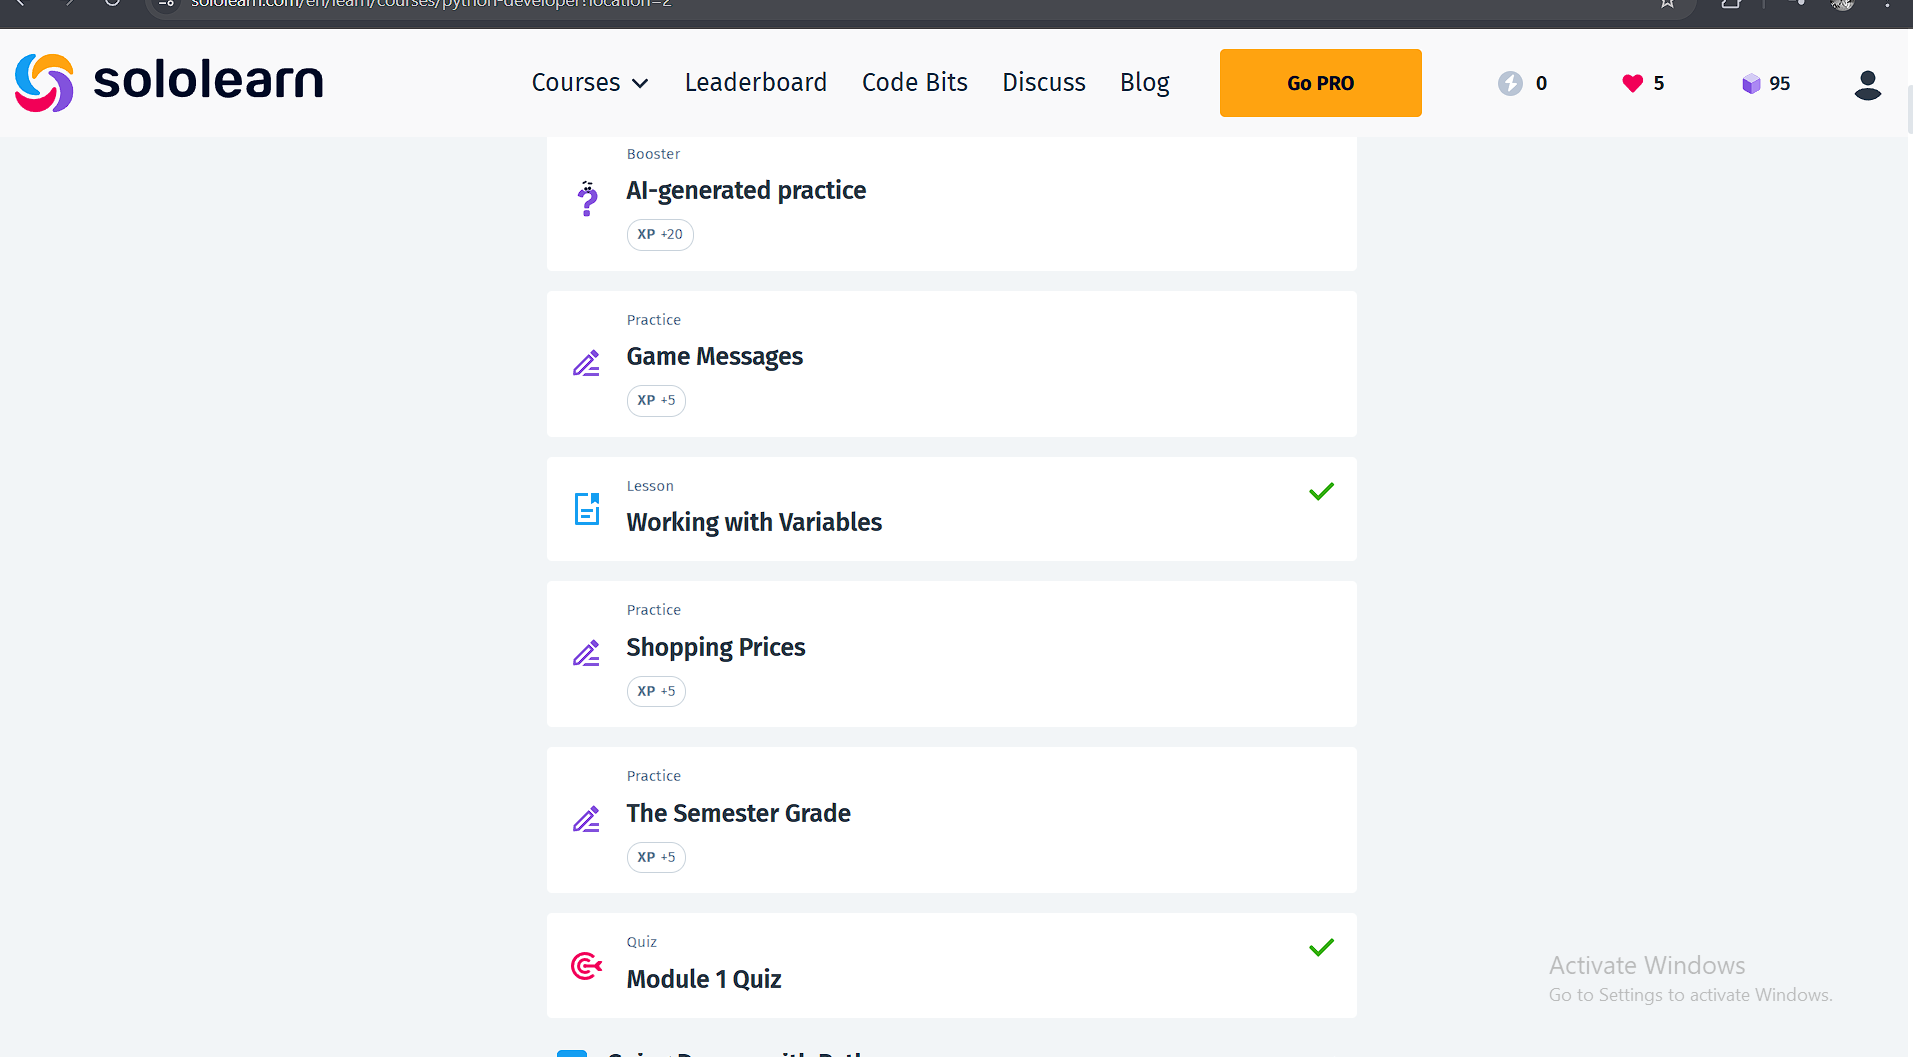 sololearn.com/en/learn/courses/python-developer?location=2
sololearn
Courses
Leaderboard
Code Bits
Discuss
Blog
Go PRO
0
5
95
Booster
AI-generated practice
XP +20
Practice
Game Messages
XP +5
Lesson
Working with Variables
Practice
Shopping Prices
XP +5
Practice
The Semester Grade
XP +5
Quiz
Module 1 Quiz
Activate Windows
Go to Settings to activate Windows.